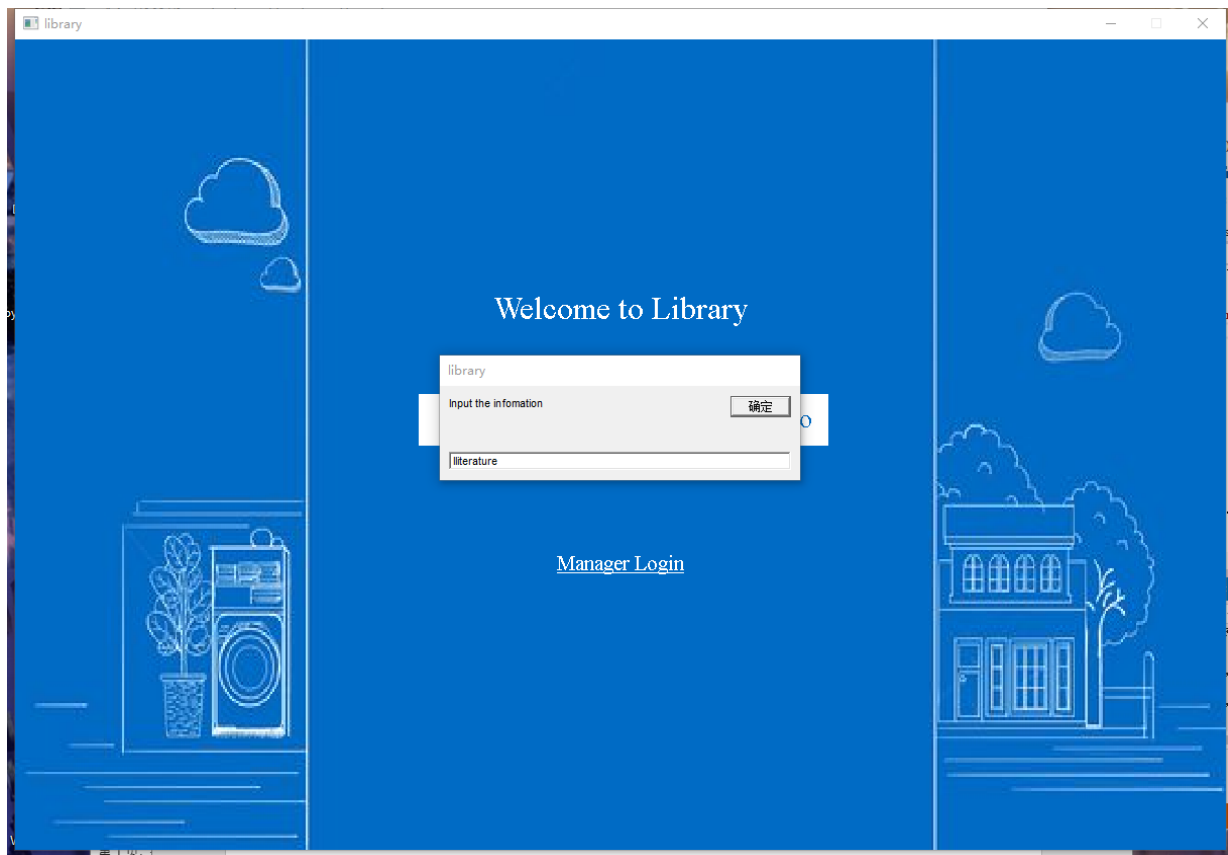 library
Welcome to Library
library
Input the infomation
确定
o
lliterature
Manager Login